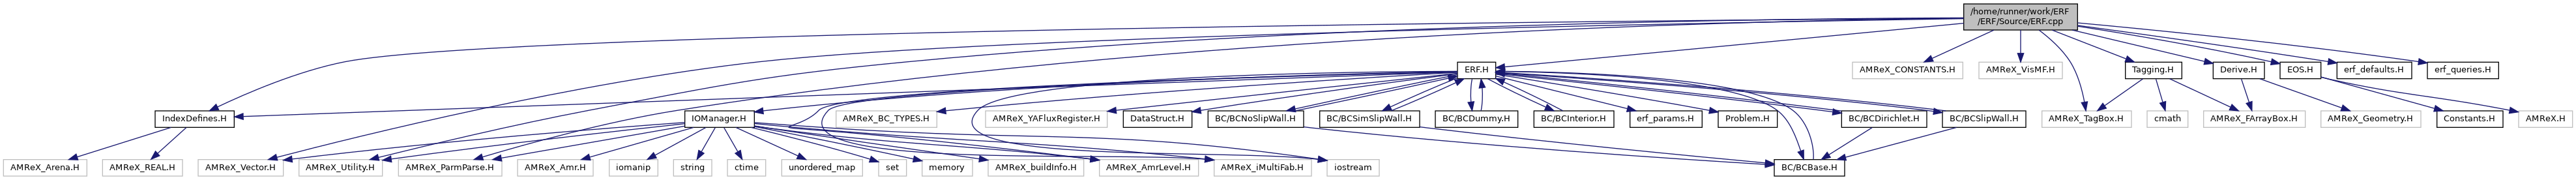 /home/runner/work/ERF
/ERF/Source/ERF.cpp
ERF.H
AMReX_CONSTANTS.H
AMReX_VisMF.H
Tagging.H
Derive.H
EOS.H
erf_defaults.H
erf_queries.H
IndexDefines.H
IOManager.H
AMReX_BC_TYPES.H
AMReX_YAFluxRegister.H
DataStruct.H
BC/BCNoSlipWall.H
BC/BCSimSlipWall.H
BC/BCDummy.H
BC/BCInterior.H
erf_params.H
Problem.H
BC/BCDirichlet.H
BC/BCSlipWall.H
AMReX_TagBox.H
cmath
AMReX_FArrayBox.H
AMReX_Geometry.H
Constants.H
AMReX.H
AMReX_Arena.H
AMReX_REAL.H
AMReX_Vector.H
AMReX_Utility.H
AMReX_ParmParse.H
AMReX_Amr.H
iomanip
string
ctime
unordered_map
set
memory
AMReX_buildInfo.H
AMReX_AmrLevel.H
AMReX_iMultiFab.H
iostream
BC/BCBase.H